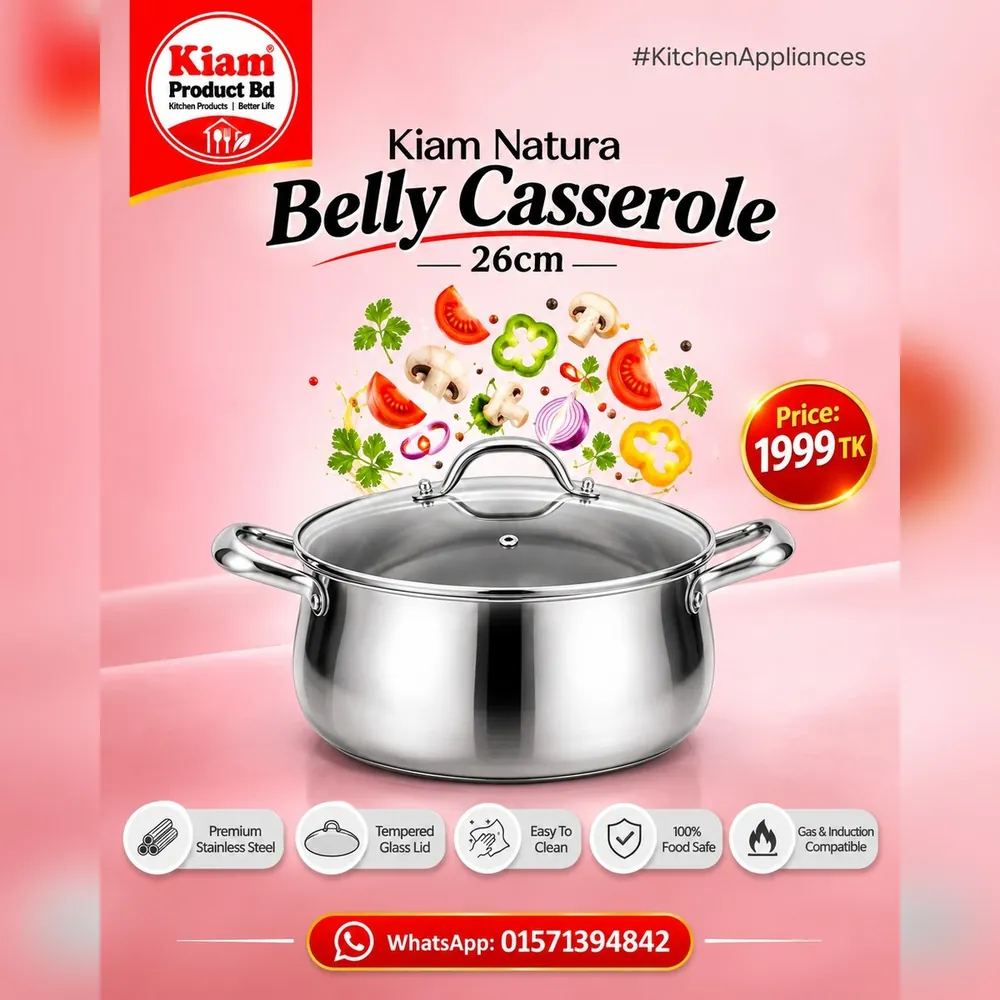 Kiam®
Product Bd
Kitchen Products | Better Life
#KitchenAppliances
Kiam Natura
Belly Casserole
26cm
Price:
1999 TK
Premium
Stainless Steel
Tempered
Glass Lid
Easy To
Clean
100%
Food Safe
Gas & Induction
Compatible
WhatsApp: 01571394842